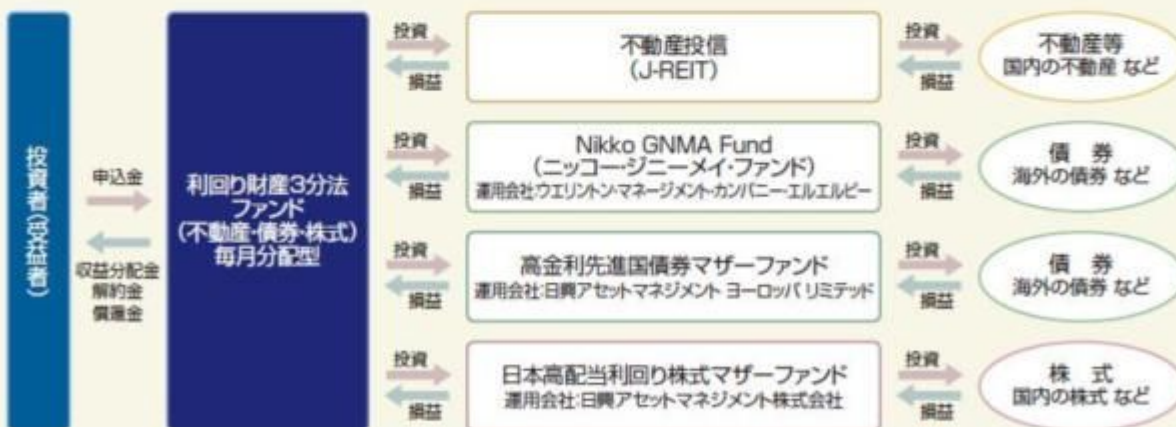 投資者(受益者)
申込金
収益分配金
解約金
償還金
利回り財産3分法
ファンド
(不動産・債券・株式)
毎月分配型
投資
損益
不動産投信
(J-REIT)
投資
損益
不動産等
国内の不動産 など
投資
損益
Nikko GNMA Fund
(ニッコー・ジニーメイ・ファンド)
運用会社:ウエリントン・マネージメント・カンパニー・エルエルピー
投資
損益
債 券
海外の債券 など
投資
損益
高金利先進国債券マザーファンド
運用会社:日興アセットマネジメント ヨーロッパ リミテッド
投資
損益
債 券
海外の債券 など
投資
損益
日本高配当利回り株式マザーファンド
運用会社:日興アセットマネジメント株式会社
投資
損益
株 式
国内の株式 など